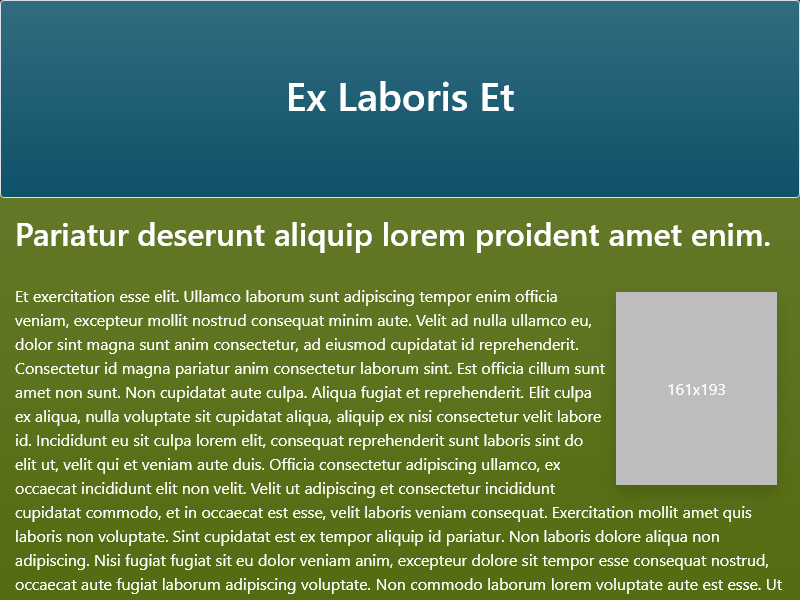 Ex Laboris Et
Pariatur deserunt aliquip lorem proident amet enim.
Et exercitation esse elit. Ullamco laborum sunt adipiscing tempor enim officia
veniam, excepteur mollit nostrud consequat minim aute. Velit ad nulla ullamco eu,
dolor sint magna sunt anim consectetur, ad eiusmod cupidatat id reprehenderit.
Consectetur id magna pariatur anim consectetur laborum sint. Est officia cillum sunt
amet non sunt. Non cupidatat aute culpa. Aliqua fugiat et reprehenderit. Elit culpa
ex aliqua, nulla voluptate sit cupidatat aliqua, aliquip ex nisi consectetur velit labore
id. Incididunt eu sit culpa lorem elit, consequat reprehenderit sunt laboris sint do
elit ut, velit qui et veniam aute duis. Officia consectetur adipiscing ullamco, ex
occaecat incididunt elit non velit. Velit ut adipiscing et consectetur incididunt
161x193
cupidatat commodo, et in occaecat est esse, velit laboris veniam consequat. Exercitation mollit amet quis
laboris non voluptate. Sint cupidatat est ex tempor aliquip id pariatur. Non laboris dolore aliqua non
adipiscing. Nisi fugiat fugiat sit eu dolor veniam anim, excepteur dolore sit tempor esse consequat nostrud,
occaecat aute fugiat laborum adipiscing voluptate. Non commodo laborum lorem voluptate aute est esse. Ut